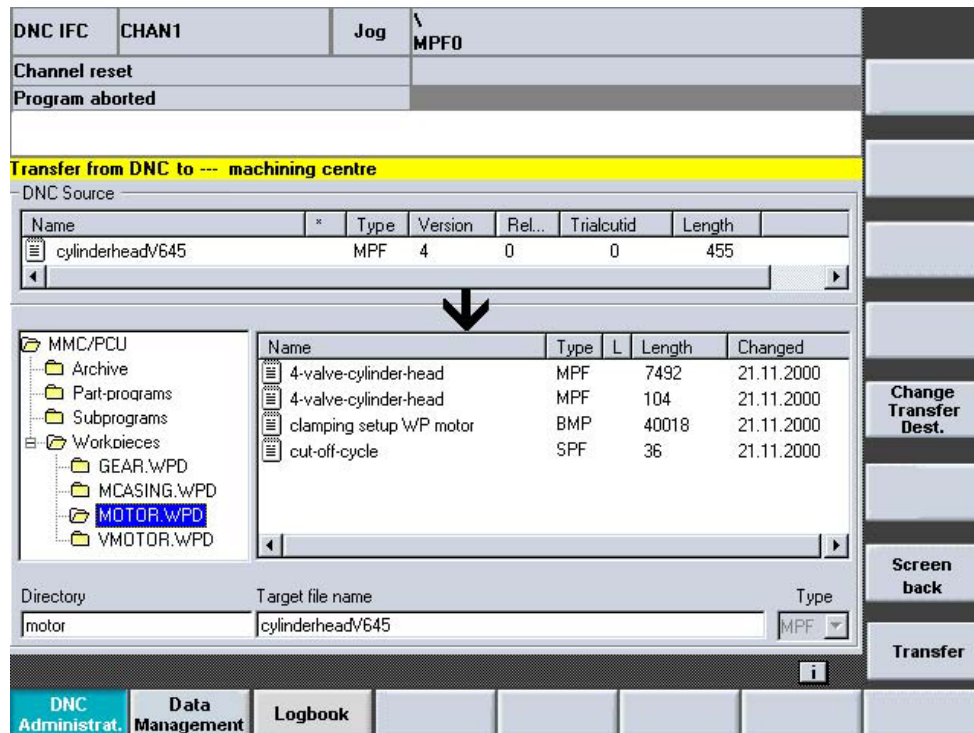 DNC IFC CHAN1 Jog \
MPF0
Channel reset
Program aborted
Transfer from DNC to --- machining centre
DNC Source
Name * Type Version Rel... Trialcutid Length
cylinderheadV645 MPF 4 0 0 455
MMC/PCU
Archive
Part-programs
Subprograms
Workpieces
GEAR.WPD
MCASING.WPD
MOTOR.WPD
VMOTOR.WPD
Name Type L Length Changed
4-valve-cylinder-head MPF 7492 21.11.2000
4-valve-cylinder-head MPF 104 21.11.2000
clamping setup WP motor BMP 40018 21.11.2000
cut-off-cycle SPF 36 21.11.2000
Directory Target file name Type
motor cylinderheadV645 MPF
Change
Transfer
Dest.
Screen
back
Transfer
i
DNC
Administrat.
Data
Management
Logbook